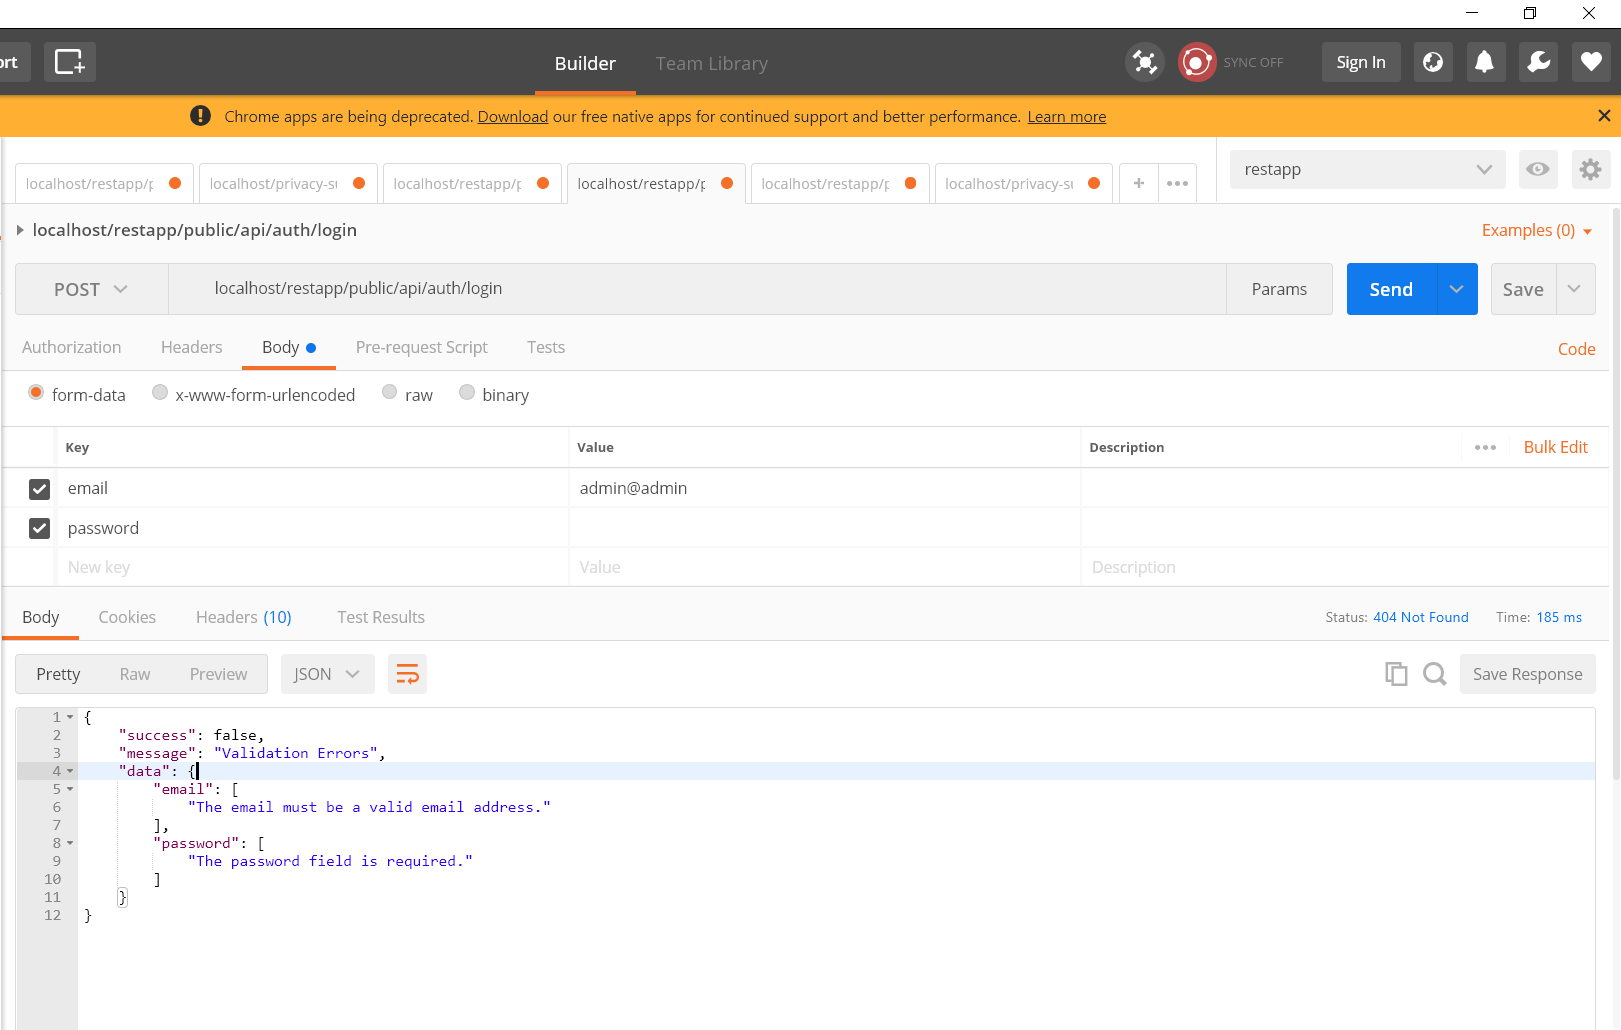 ort
Builder Team Library
SYNC OFF
Sign In
Chrome apps are being deprecated. Download our free native apps for continued support and better performance. Learn more
localhost/restapp/p localhost/privacy-su localhost/restapp/p localhost/restapp/p localhost/restapp/p localhost/privacy-su
restapp
localhost/restapp/public/api/auth/login
Examples (0)
POST localhost/restapp/public/api/auth/login Params Send Save
Authorization Headers Body Pre-request Script Tests Code
form-data x-www-form-urlencoded raw binary
Key Value Description Bulk Edit
email admin@admin
password
New key Value Description
Body Cookies Headers (10) Test Results Status: 404 Not Found Time: 185 ms
Pretty Raw Preview JSON Save Response
1 {
2 "success": false,
3 "message": "Validation Errors",
4 "data": {
5 "email": [
6 "The email must be a valid email address."
7 ],
8 "password": [
9 "The password field is required."
10 ]
11 }
12 }